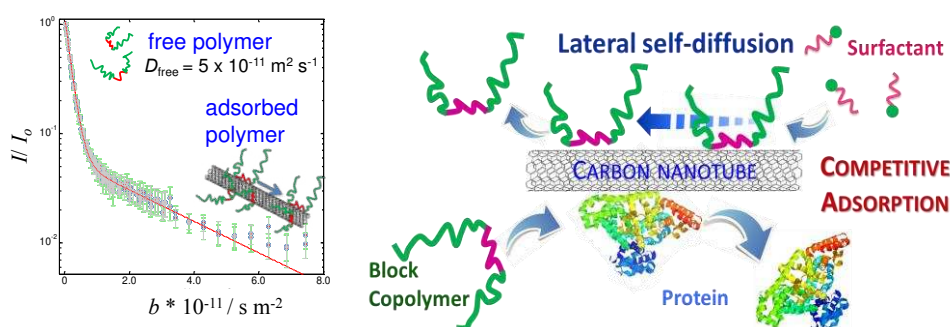 10⁰
free polymer
D_free = 5 x 10⁻¹¹ m² s⁻¹
adsorbed
polymer
10⁻¹
I/ I_o
10⁻²
0.0 2.0 4.0 6.0 8.0
b * 10⁻¹¹ / s m⁻²
Lateral self-diffusion
Surfactant
CARBON NANOTUBE
COMPETITIVE
ADSORPTION
Block
Copolymer
Protein